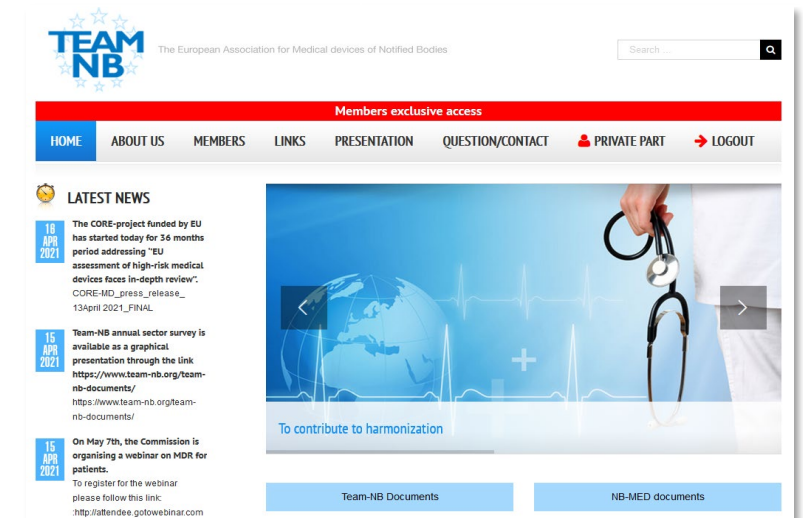 TEAM
NB
The European Association for Medical devices of Notified Bodies
Search ...
Members exclusive access
HOME
ABOUT US
MEMBERS
LINKS
PRESENTATION
QUESTION/CONTACT
PRIVATE PART
LOGOUT
LATEST NEWS
16
APR
2021
The CORE-project funded by EU
has started today for 36 months
period addressing "EU
assessment of high-risk medical
devices faces in-depth review".
CORE-MD_press_release_
13April 2021_FINAL
15
APR
2021
Team-NB annual sector survey is
available as a graphical
presentation through the link
https://www.team-nb.org/team-
nb-documents/
https://www.team-nb.org/team-
nb-documents/
15
APR
2021
On May 7th, the Commission is
organising a webinar on MDR for
patients.
To register for the webinar
please follow this link:
:http://attendee.gotowebinar.com
To contribute to harmonization
Team-NB Documents
NB-MED documents